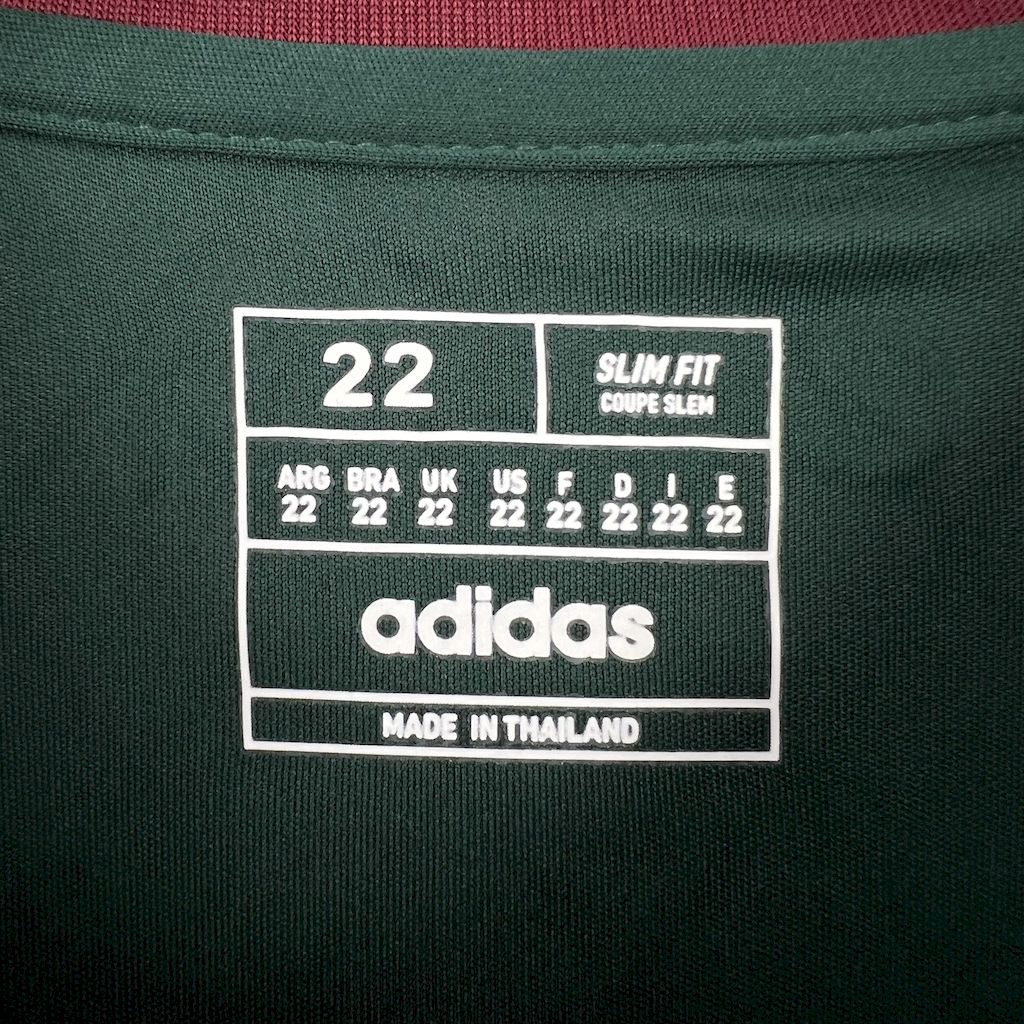 22
SLIM FIT
COUPE SLEM
ARG BRA UK US F D I E
22 22 22 22 22 22 22 22
adidas
MADE IN THAILAND